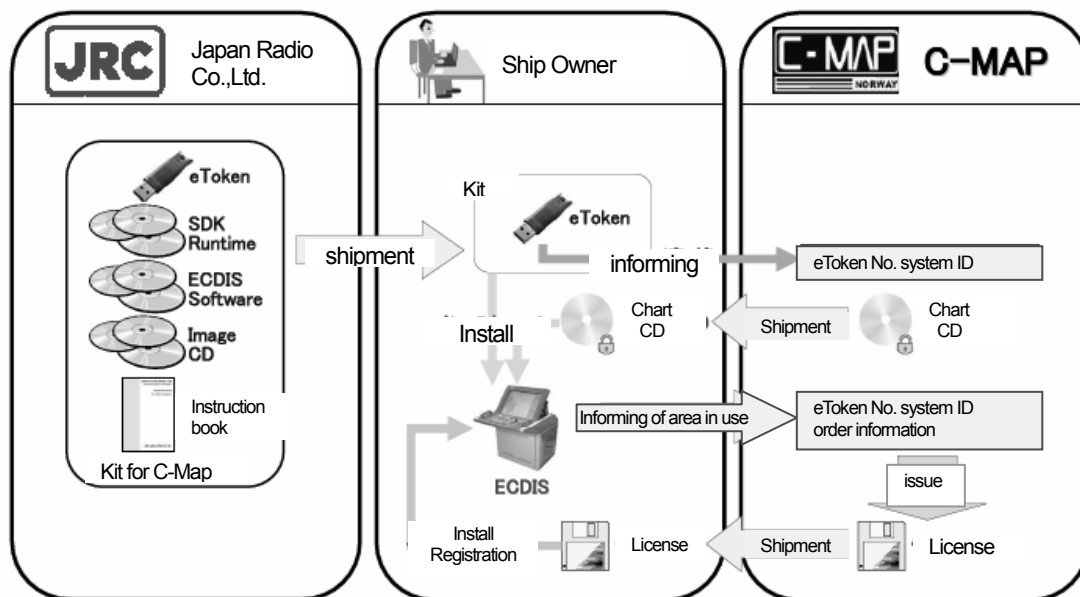 JRC
Japan Radio
Co.,Ltd.
eToken
SDK
Runtime
ECDIS
Software
Image
CD
Instruction
book
Kit for C-Map
shipment
Ship Owner
Kit
eToken
informing
Install
Chart
CD
ECDIS
Informing of area in use
Install
Registration
License
C-MAP
NORWAY
C-MAP
eToken No. system ID
Shipment
Chart
CD
eToken No. system ID
order information
issue
Shipment
License